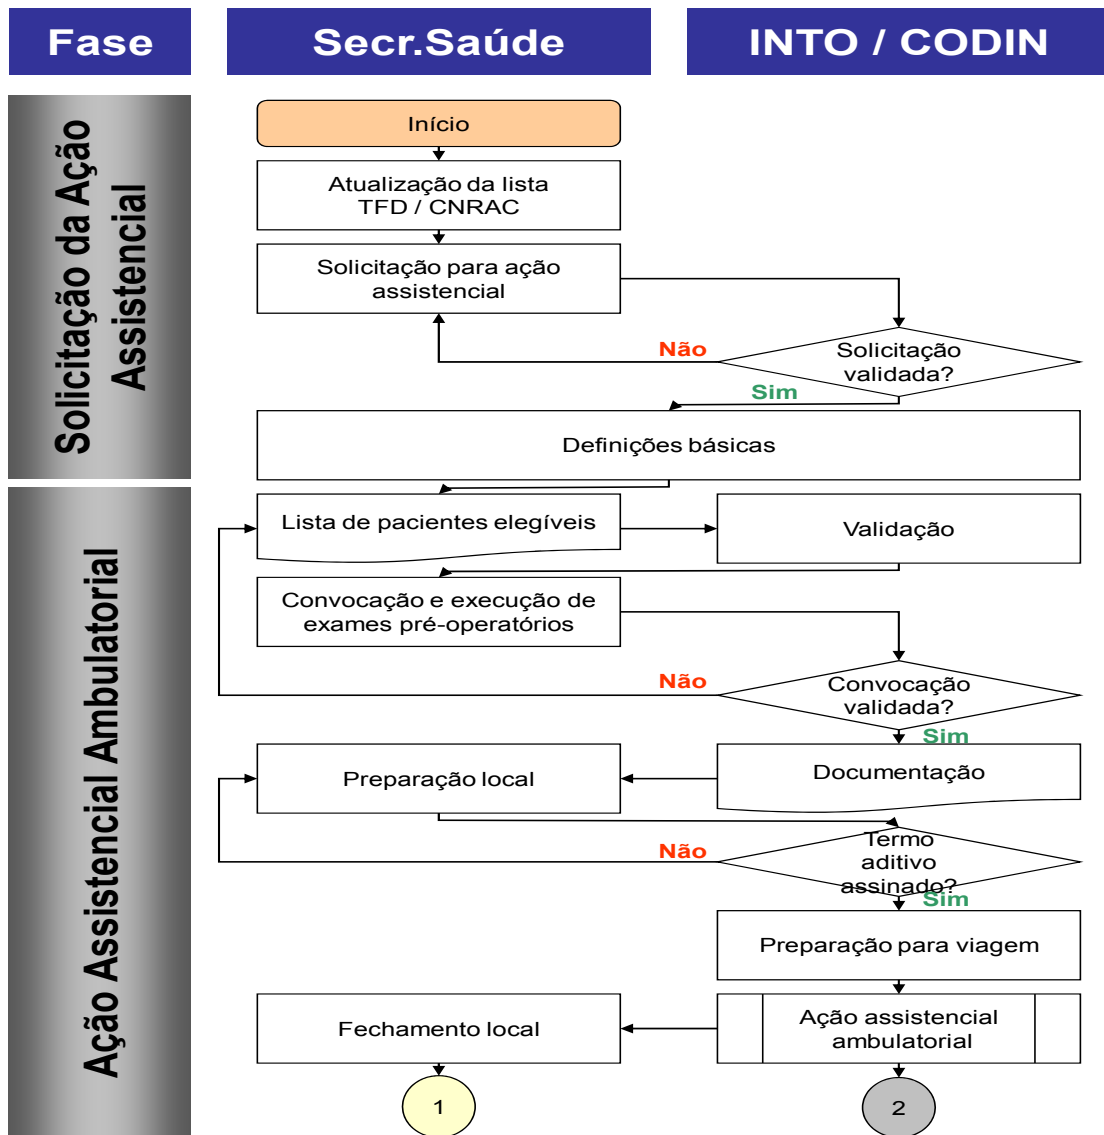 Fase
Secr.Saúde
INTO / CODIN
Solicitação da Ação
Assistencial
Início
Atualização da lista
TFD / CNRAC
Solicitação para ação
assistencial
Não
Solicitação
validada?
Sim
Definições básicas
Ação Assistencial Ambulatorial
Lista de pacientes elegíveis
Validação
Convocação e execução de
exames pré-operatórios
Não
Convocação
validada?
Sim
Preparação local
Documentação
Não
Termo
aditivo
assinado?
Sim
Preparação para viagem
Fechamento local
Ação assistencial
ambulatorial
1
2